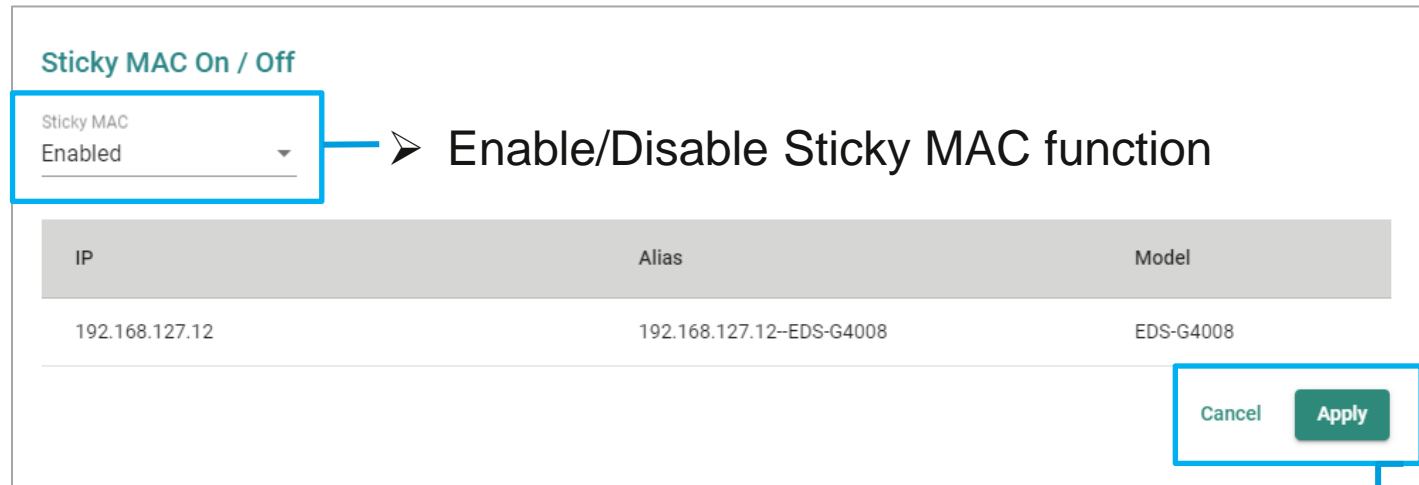 Sticky MAC On / Off
Sticky MAC
Enabled
➢ Enable/Disable Sticky MAC function
IP Alias Model
192.168.127.12 192.168.127.12--EDS-G4008 EDS-G4008
Cancel Apply